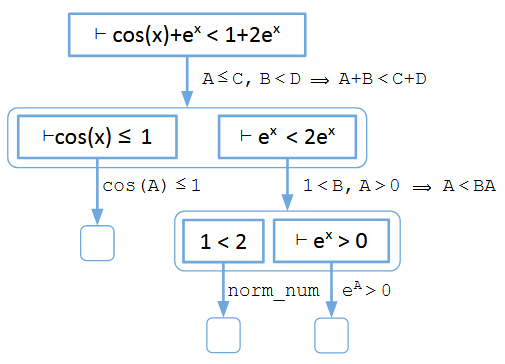 ⊢ cos(x)+eˣ < 1+2eˣ
A≤C, B<D ⟹ A+B<C+D
⊢cos(x) ≤ 1
⊢ eˣ < 2eˣ
cos(A) ≤1
1<B, A>0 ⟹ A<BA
1 < 2
⊢ eˣ > 0
norm_num
eᴬ>0